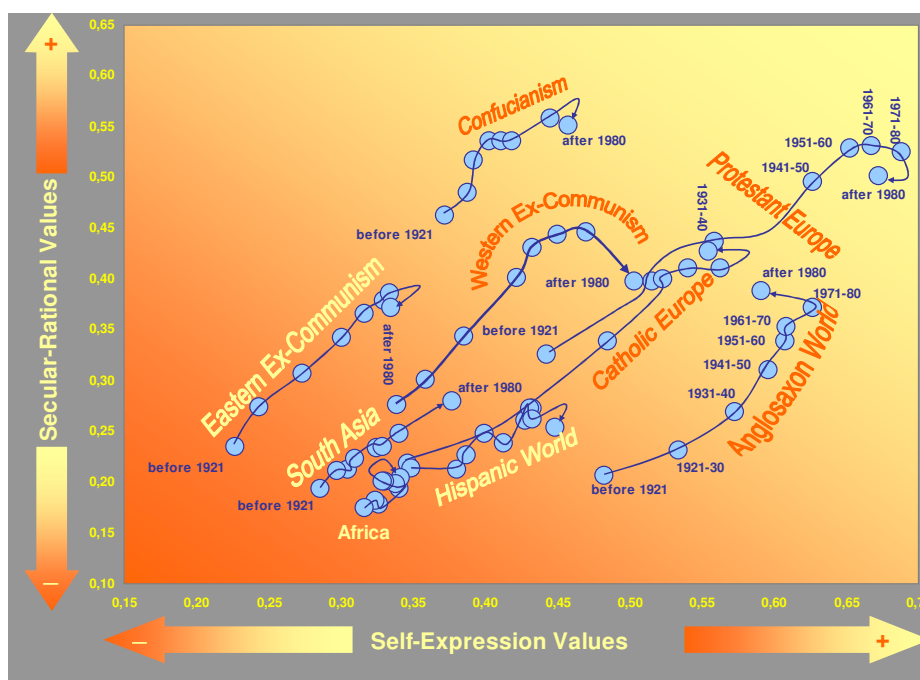 +
Secular-Rational Values
–
0,65
0,60
0,55
0,50
0,45
0,40
0,35
0,30
0,25
0,20
0,15
0,10
Confucianism
after 1980
before 1921
1961-70
1971-80
1951-60
1941-50
after 1980
Protestant Europe
1931-40
Western Ex-Communism
after 1980
before 1921
Catholic Europe
after 1980
1971-80
1961-70
1951-60
1941-50
1931-40
1921-30
before 1921
Anglosaxon World
Eastern Ex-Communism
after 1980
before 1921
South Asia
after 1980
before 1921
Hispanic World
Africa
0,15
0,20
0,25
0,30
0,35
0,40
0,45
0,50
0,55
0,60
0,65
0,7
–
Self-Expression Values
+